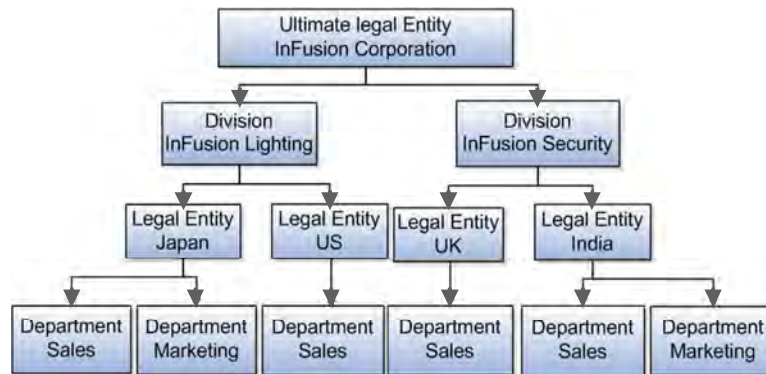 Ultimate legal Entity
InFusion Corporation
Division
InFusion Lighting
Division
InFusion Security
Legal Entity
Japan
Legal Entity
US
Legal Entity
UK
Legal Entity
India
Department
Sales
Department
Marketing
Department
Sales
Department
Sales
Department
Sales
Department
Marketing